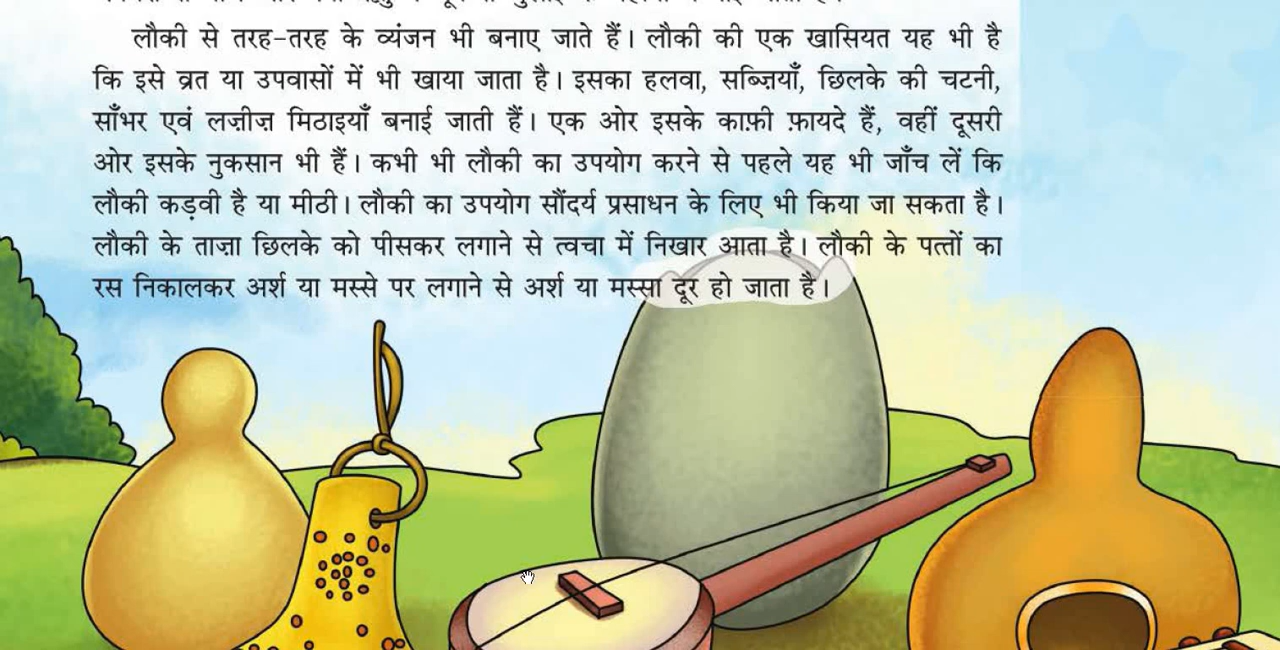 लौकी से तरह-तरह के व्यंजन भी बनाए जाते हैं। लौकी की एक खासियत यह भी है
कि इसे व्रत या उपवासों में भी खाया जाता है। इसका हलवा, सब्ज़ियाँ, छिलके की चटनी,
साँभर एवं लज़ीज़ मिठाइयाँ बनाई जाती हैं। एक ओर इसके काफ़ी फ़ायदे हैं, वहीं दूसरी
ओर इसके नुकसान भी हैं। कभी भी लौकी का उपयोग करने से पहले यह भी जाँच लें कि
लौकी कड़वी है या मीठी। लौकी का उपयोग सौंदर्य प्रसाधन के लिए भी किया जा सकता है।
लौकी के ताज़ा छिलके को पीसकर लगाने से त्वचा में निखार आता है। लौकी के पत्तों का
रस निकालकर अर्श या मस्से पर लगाने से अर्श या मस्सा दूर हो जाता है।